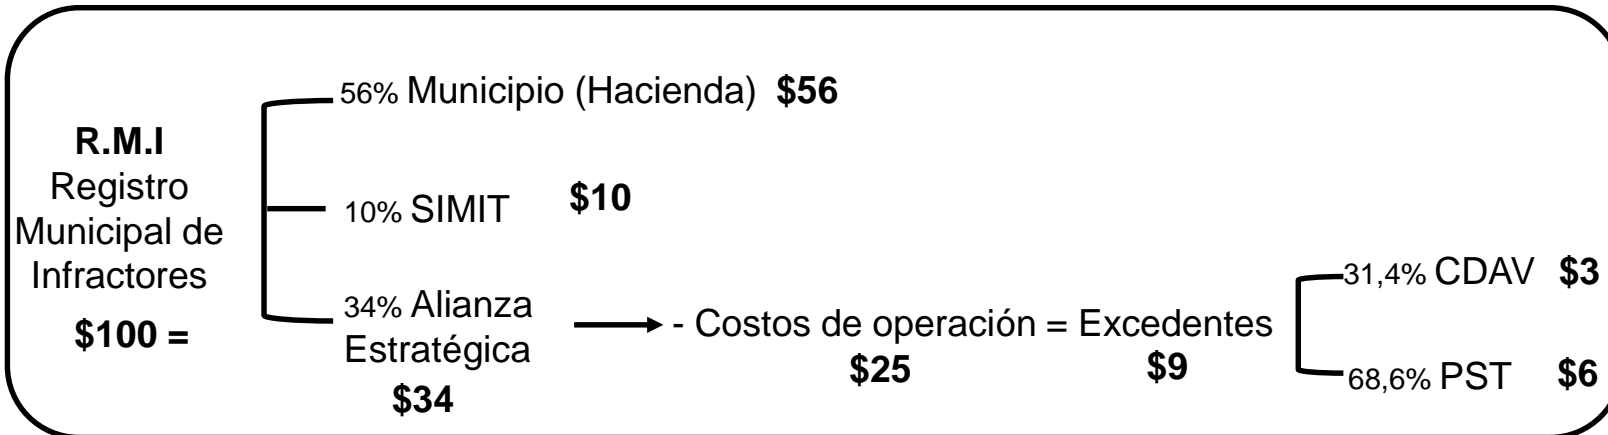 R.M.I
Registro
Municipal de
Infractores
$100 =
56% Municipio (Hacienda) $56
10% SIMIT $10
34% Alianza
Estratégica
$34
- Costos de operación = Excedentes
$25 $9
31,4% CDAV $3
68,6% PST $6